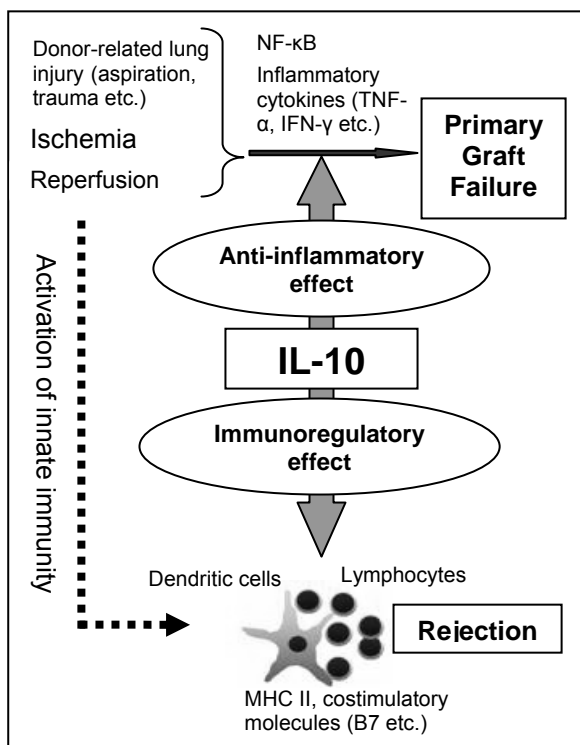 Donor-related lung
injury (aspiration,
trauma etc.)
Ischemia
Reperfusion
NF-κB
Inflammatory
cytokines (TNF-
α, IFN-γ etc.)
Primary
Graft
Failure
Anti-inflammatory
effect
IL-10
Immunoregulatory
effect
Activation of innate immunity
Dendritic cells
Lymphocytes
Rejection
MHC II, costimulatory
molecules (B7 etc.)